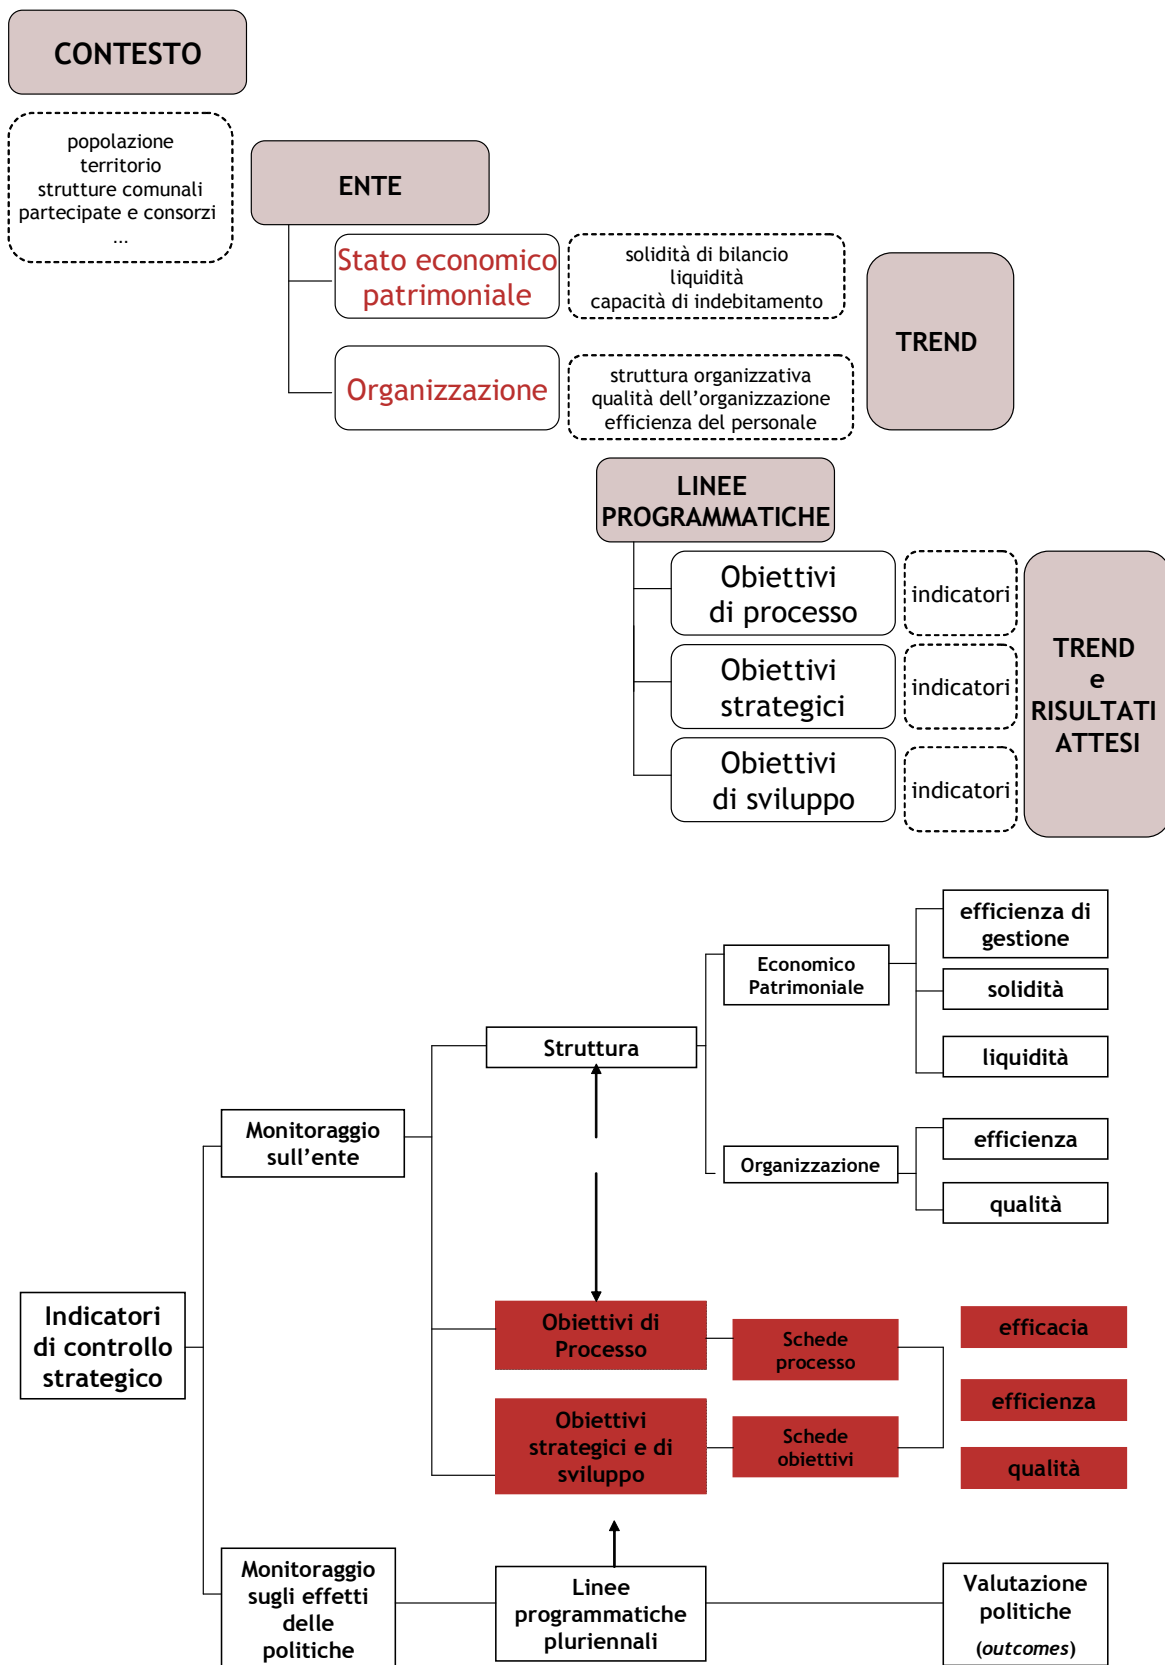 CONTESTO
popolazione
territorio
strutture comunali
partecipate e consorzi
...
ENTE
Stato economico
patrimoniale
solidità di bilancio
liquidità
capacità di indebitamento
TREND
Organizzazione
struttura organizzativa
qualità dell’organizzazione
efficienza del personale
LINEE
PROGRAMMATICHE
Obiettivi
di processo
indicatori
Obiettivi
strategici
indicatori
Obiettivi
di sviluppo
indicatori
TREND
e
RISULTATI
ATTESI
Indicatori
di controllo
strategico
Monitoraggio
sull’ente
Struttura
Economico
Patrimoniale
efficienza di
gestione
solidità
liquidità
Organizzazione
efficienza
qualità
Obiettivi di
Processo
Schede
processo
Obiettivi
strategici e di
sviluppo
Schede
obiettivi
efficacia
efficienza
qualità
Monitoraggio
sugli effetti
delle
politiche
Linee
programmatiche
pluriennali
Valutazione
politiche
(outcomes)